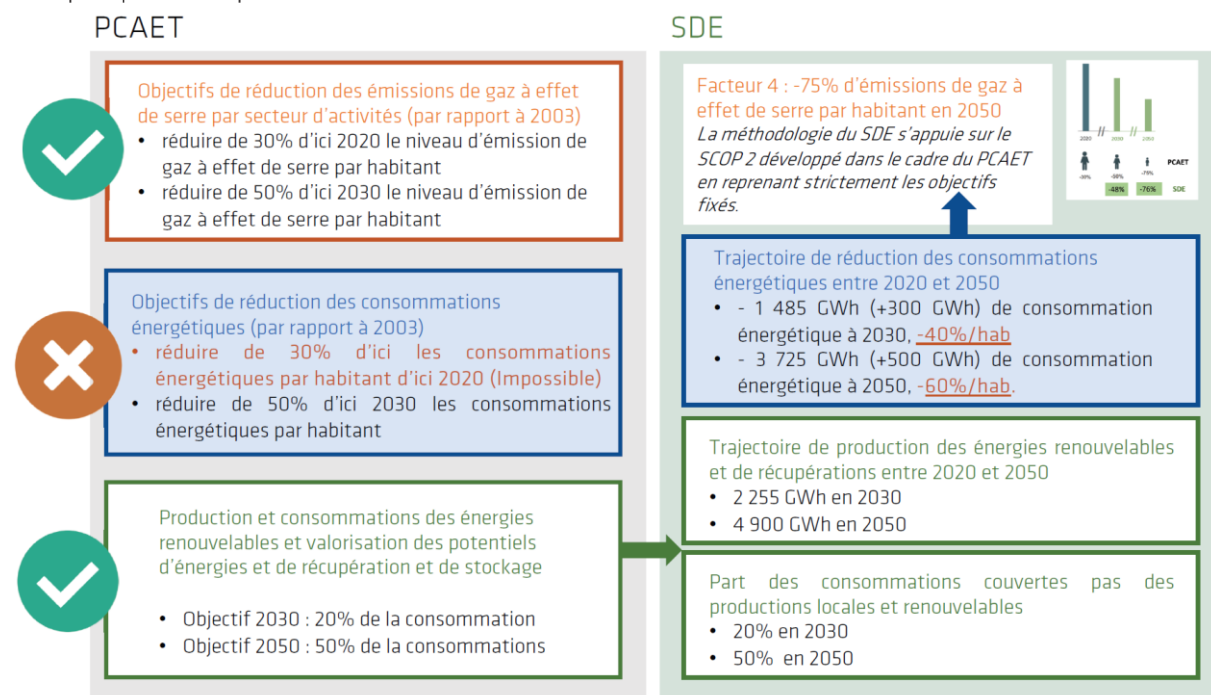 PCAET
Objectifs de réduction des émissions de gaz à effet
de serre par secteur d'activités (par rapport à 2003)
• réduire de 30% d'ici 2020 le niveau d'émission de
gaz à effet de serre par habitant
• réduire de 50% d'ici 2030 le niveau d'émission de
gaz à effet de serre par habitant
Objectifs de réduction des consommations
énergétiques (par rapport à 2003)
• réduire de 30% d'ici les consommations
énergétiques par habitant d'ici 2020 (Impossible)
• réduire de 50% d'ici 2030 les consommations
énergétiques par habitant
Production et consommations des énergies
renouvelables et valorisation des potentiels
d'énergies et de récupération et de stockage
• Objectif 2030 : 20% de la consommation
• Objectif 2050 : 50% de la consommations
SDE
Facteur 4 : -75% d'émissions de gaz à
effet de serre par habitant en 2050
La méthodologie du SDE s'appuie sur le
SCOP 2 développé dans le cadre du PCAET
en reprenant strictement les objectifs
fixés.
2020 // 2030 // 2050
PCAET
-75%
-48% -76% SDE
Trajectoire de réduction des consommations
énergétiques entre 2020 et 2050
• - 1 485 GWh (+300 GWh) de consommation
énergétique à 2030, -40%/hab
• - 3 725 GWh (+500 GWh) de consommation
énergétique à 2050, -60%/hab.
Trajectoire de production des énergies renouvelables
et de récupérations entre 2020 et 2050
• 2 255 GWh en 2030
• 4 900 GWh en 2050
Part des consommations couvertes pas des
productions locales et renouvelables
• 20% en 2030
• 50% en 2050